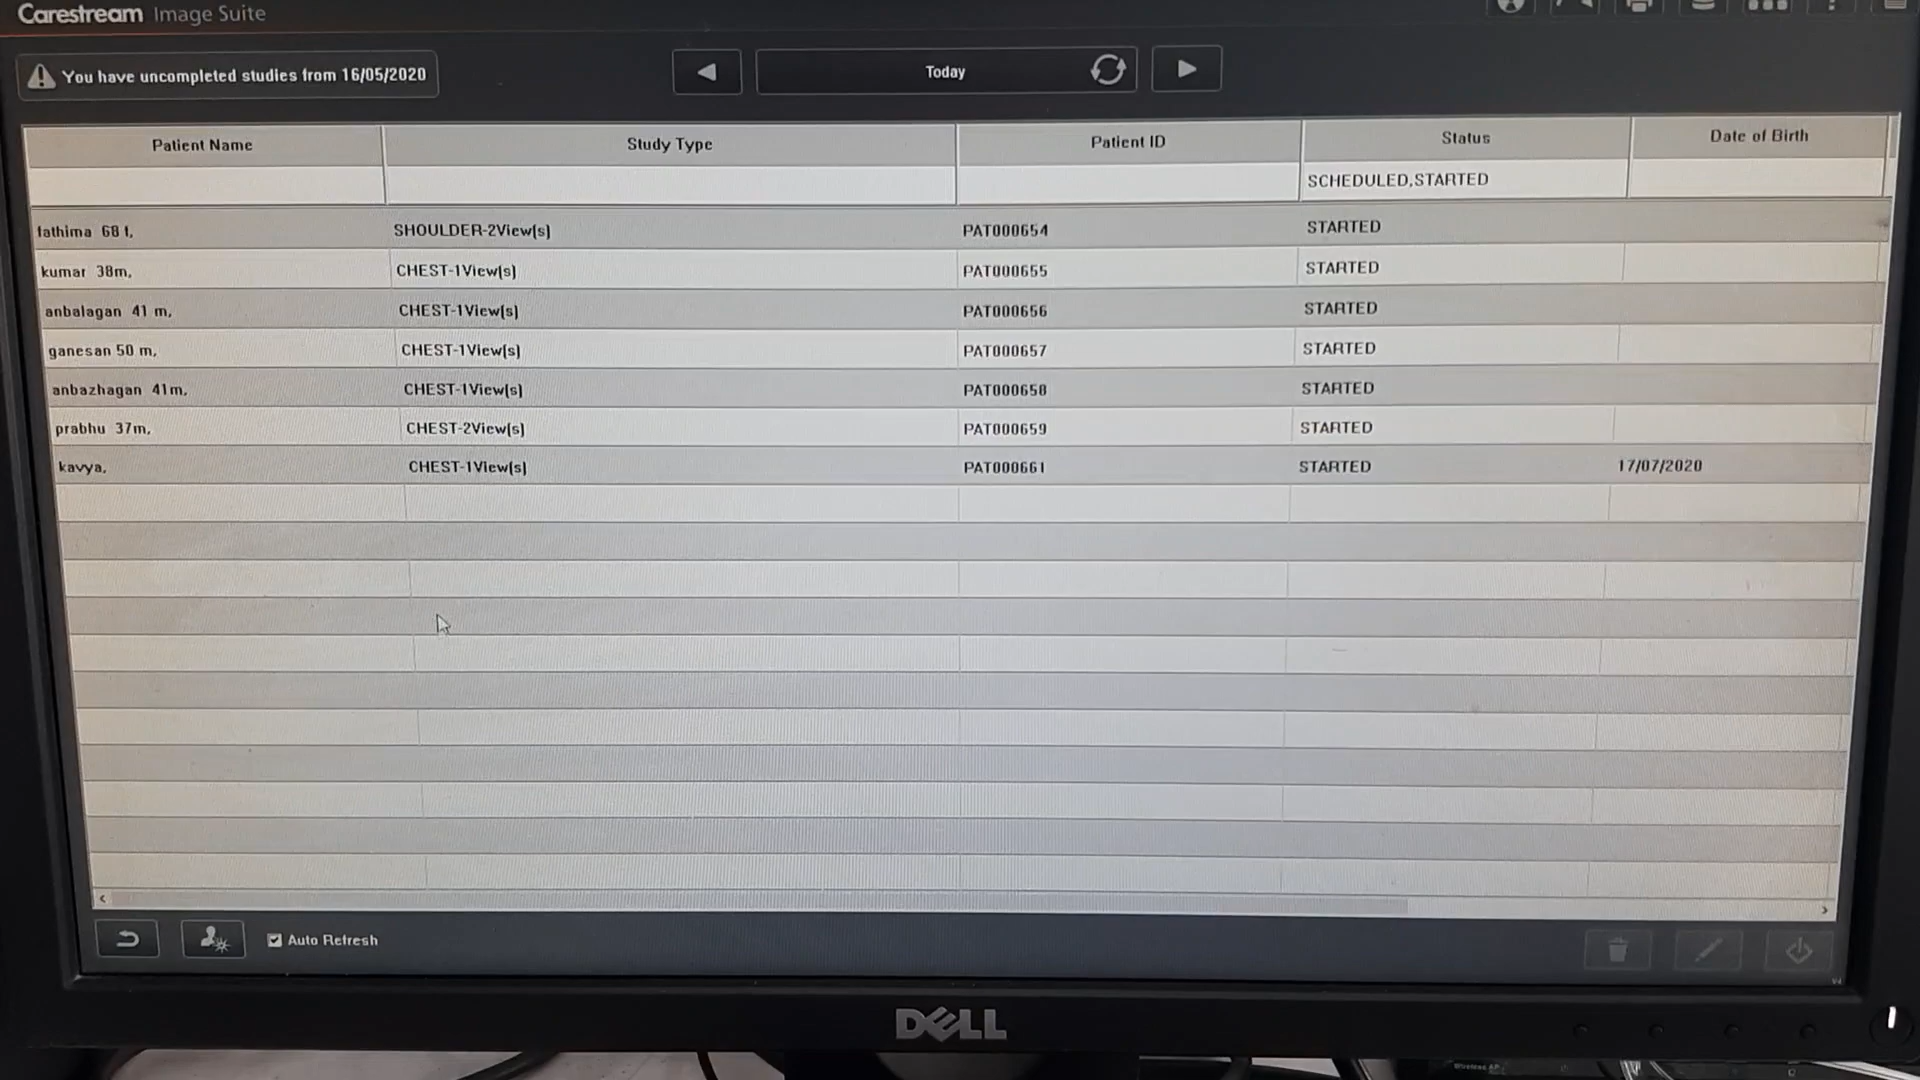 Carestream Image Suite
You have uncompleted studies from 16/05/2020
Today
Patient Name Study Type Patient ID Status Date of Birth
SCHEDULED,STARTED
fathima 68 f, SHOULDER-2View(s) PAT000654 STARTED
kumar 38m, CHEST-1View(s) PAT000655 STARTED
anbalagan 41 m, CHEST-1View(s) PAT000656 STARTED
ganesan 50 m, CHEST-1View(s) PAT000657 STARTED
anbazhagan 41m, CHEST-1View(s) PAT000658 STARTED
prabhu 37m, CHEST-2View(s) PAT000659 STARTED
kavya, CHEST-1View(s) PAT000661 STARTED 17/07/2020
Auto Refresh
DELL